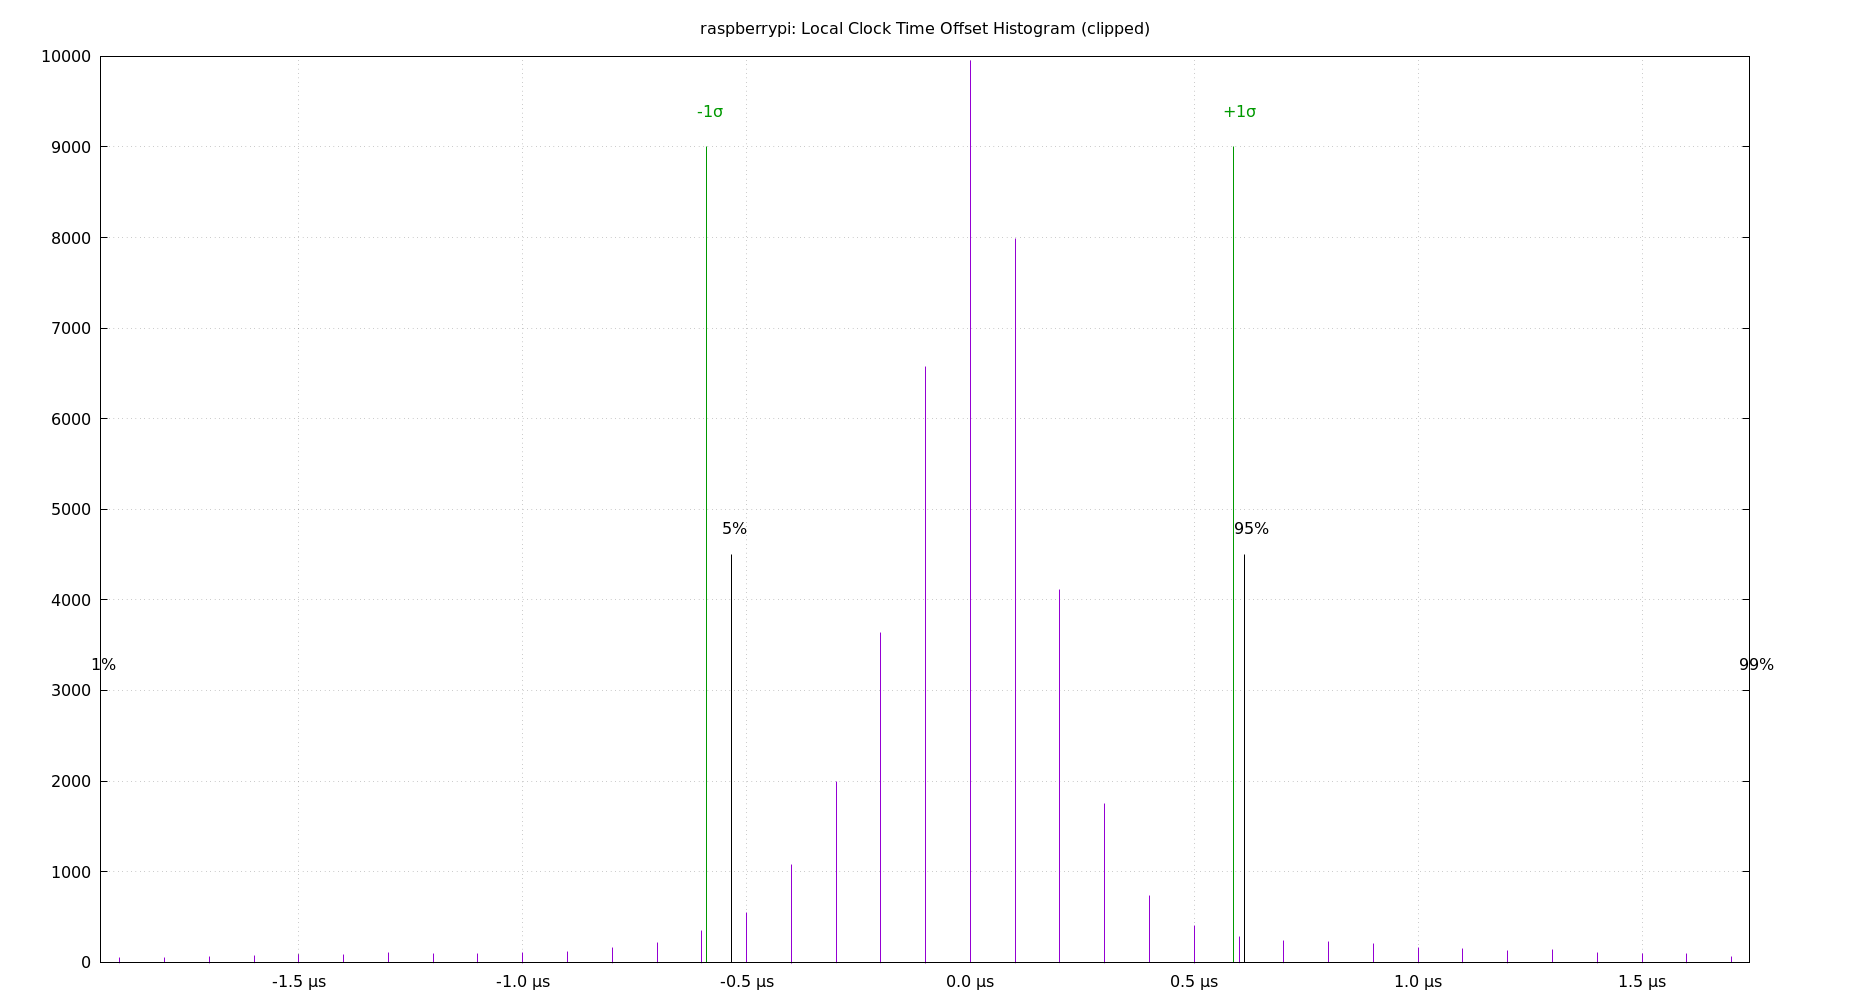 raspberrypi: Local Clock Time Offset Histogram (clipped)
10000
-1σ
+1σ
9000
8000
7000
6000
5000
5%
95%
4000
1%
99%
3000
2000
1000
0
-1.5 μs
-1.0 μs
-0.5 μs
0.0 μs
0.5 μs
1.0 μs
1.5 μs